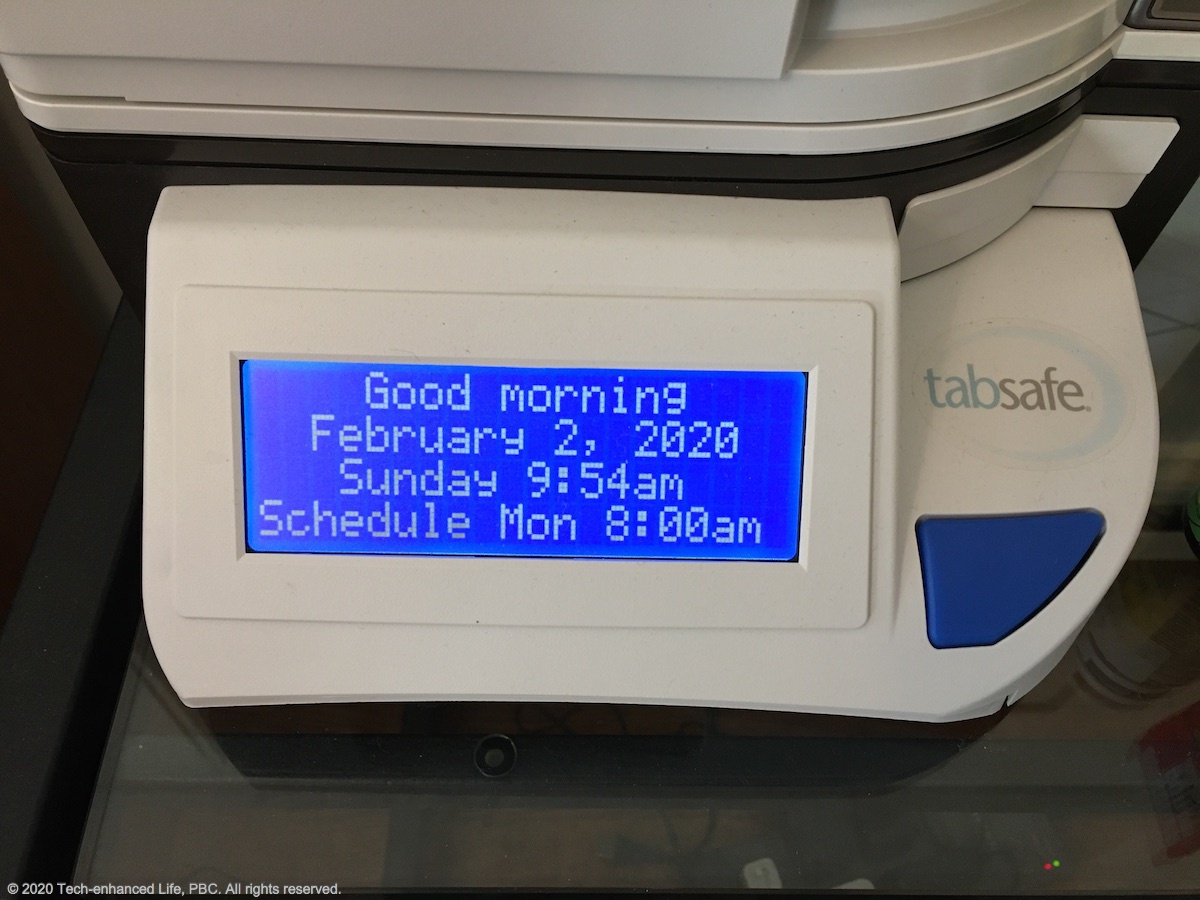 Good morning
February 2, 2020
Sunday 9:54am
Schedule Mon 8:00am
tabsafe®
© 2020 Tech-enhanced Life, PBC. All rights reserved.